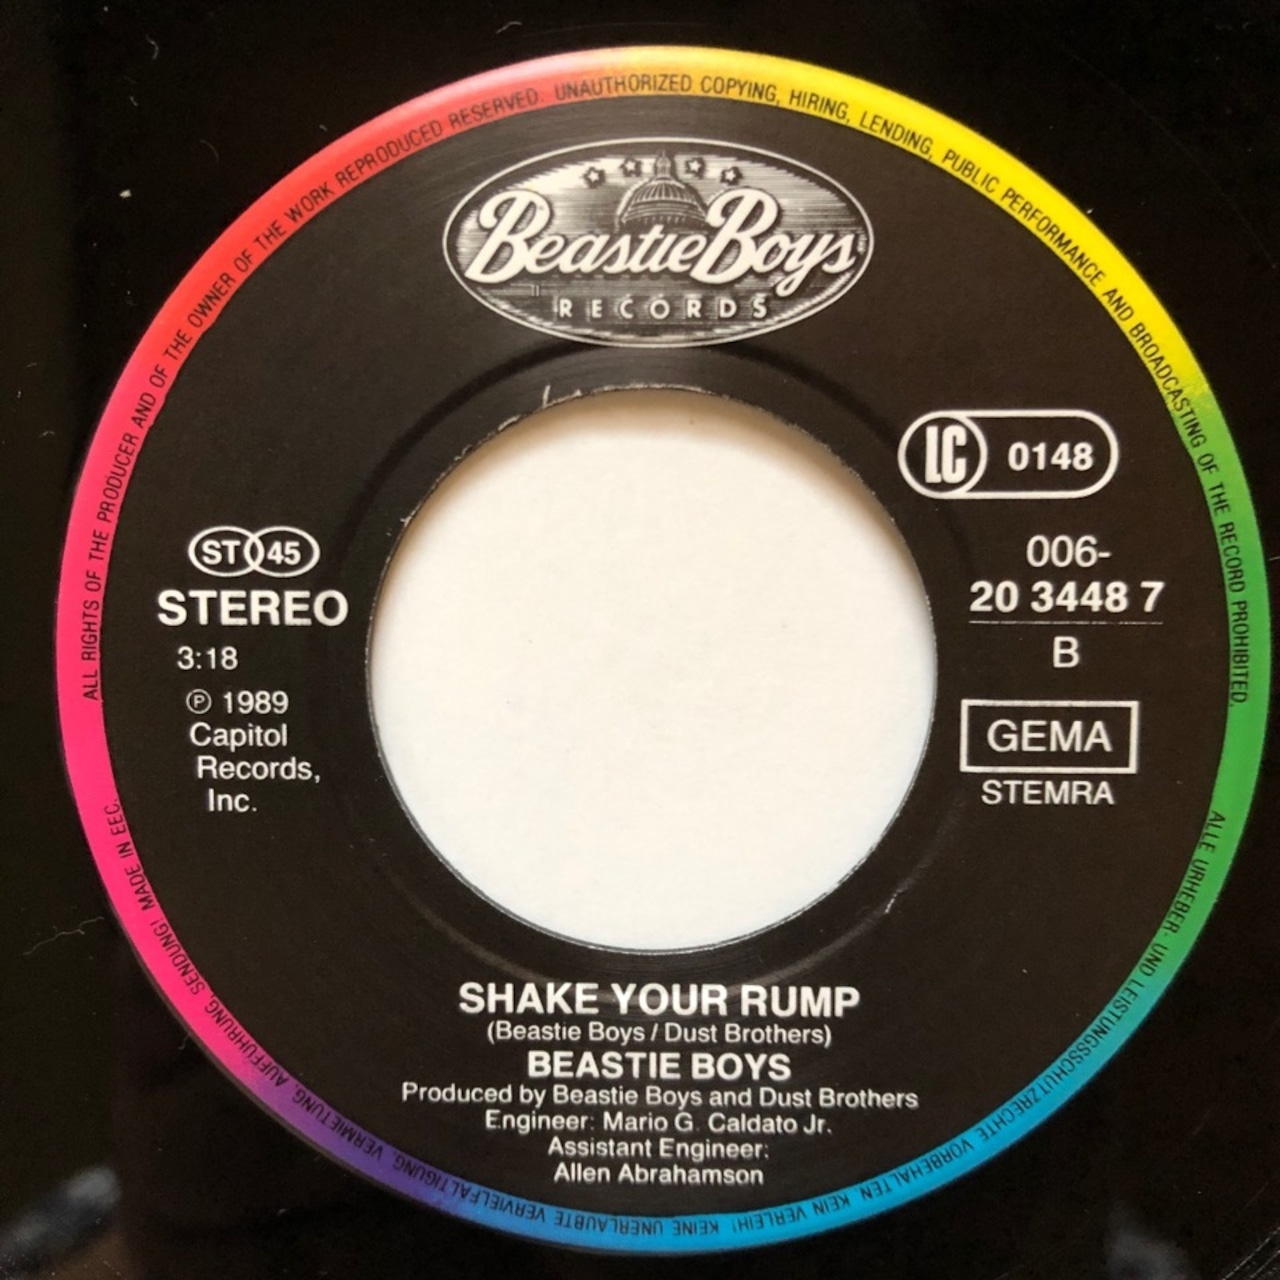 ALL RIGHTS OF THE PRODUCER AND OF THE OWNER OF THE WORK REPRODUCED RESERVED. UNAUTHORIZED COPYING, HIRING, LENDING, PUBLIC PERFORMANCE AND BROADCASTING OF THE RECORD PROHIBITED.
Beastie Boys
RECORDS
LC 0148
ST 45
STEREO
3:18
℗ 1989
Capitol
Records,
Inc.
006-
20 3448 7
B
GEMA
STEMRA
SHAKE YOUR RUMP
(Beastie Boys / Dust Brothers)
BEASTIE BOYS
Produced by Beastie Boys and Dust Brothers
Engineer: Mario G. Caldato Jr.
Assistant Engineer:
Allen Abrahamson
ALLE URHEBER- UND LEISTUNGSSCHUTZRECHTE VORBEHALTEN. KEIN VERLEIH! KEINE UNERLAUBTE VERVIELFALTIGUNG, VERMIETUNG, AUFFUHRUNG, SENDUNG! MADE IN EEC.